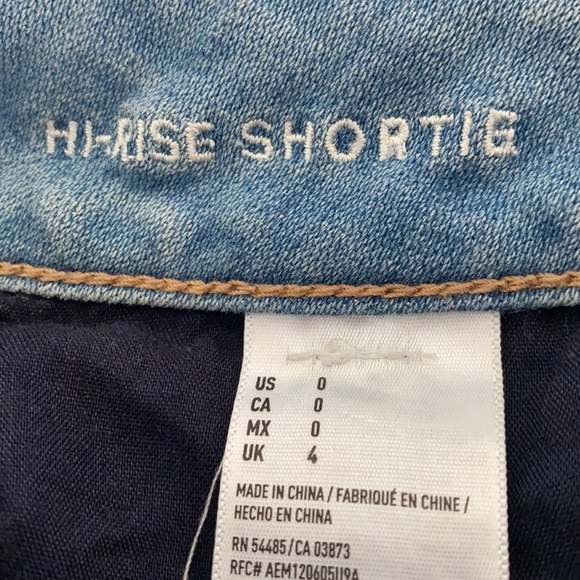 HI-RISE SHORTIE
US 0
CA 0
MX 0
UK 4
MADE IN CHINA / FABRIQUÉ EN CHINE /
HECHO EN CHINA
RN 54485/CA 03873
RFC# AEM120605U9A